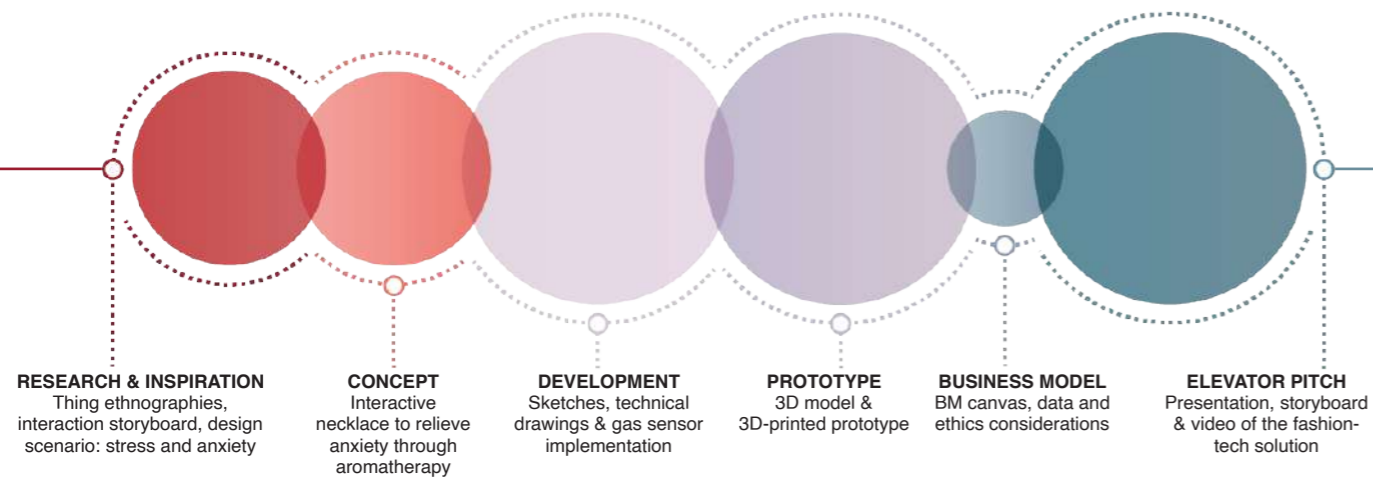 RESEARCH & INSPIRATION
Thing ethnographies,
interaction storyboard, design
scenario: stress and anxiety
CONCEPT
Interactive
necklace to relieve
anxiety through
aromatherapy
DEVELOPMENT
Sketches, technical
drawings & gas sensor
implementation
PROTOTYPE
3D model &
3D-printed prototype
BUSINESS MODEL
BM canvas, data and
ethics considerations
ELEVATOR PITCH
Presentation, storyboard
& video of the fashion-
tech solution